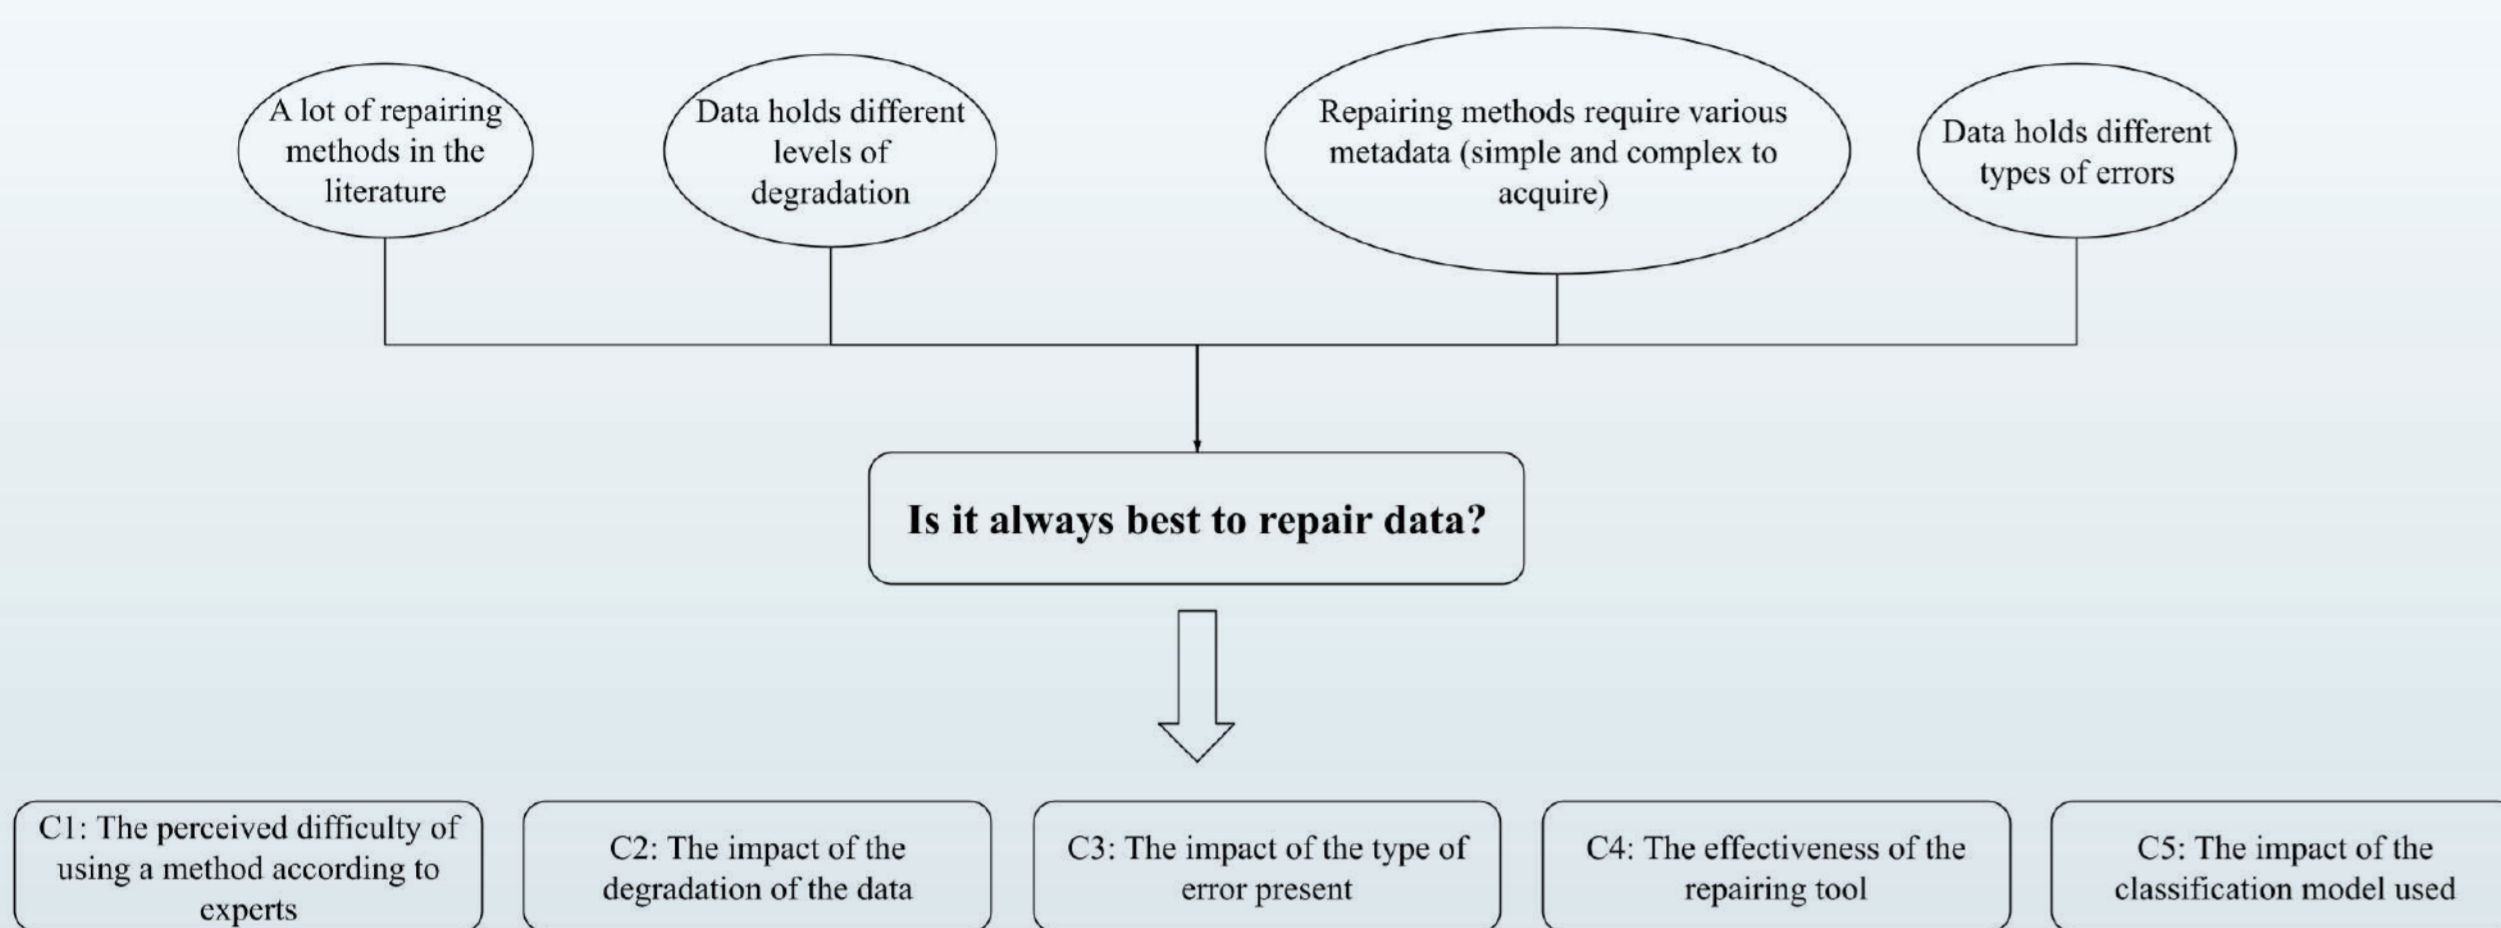 A lot of repairing
methods in the
literature
Data holds different
levels of
degradation
Repairing methods require various
metadata (simple and complex to
acquire)
Data holds different
types of errors
Is it always best to repair data?
C1: The perceived difficulty of
using a method according to
experts
C2: The impact of the
degradation of the data
C3: The impact of the type of
error present
C4: The effectiveness of the
repairing tool
C5: The impact of the
classification model used